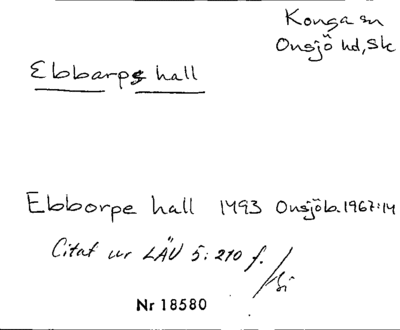 Konga sn
Onsjö hd, Sk
Ebbarps hall
Ebborpe hall 1493 Onsjöb. 1967:14
Citat ur LÄU 5: 210 f.
/Si
Nr 18580